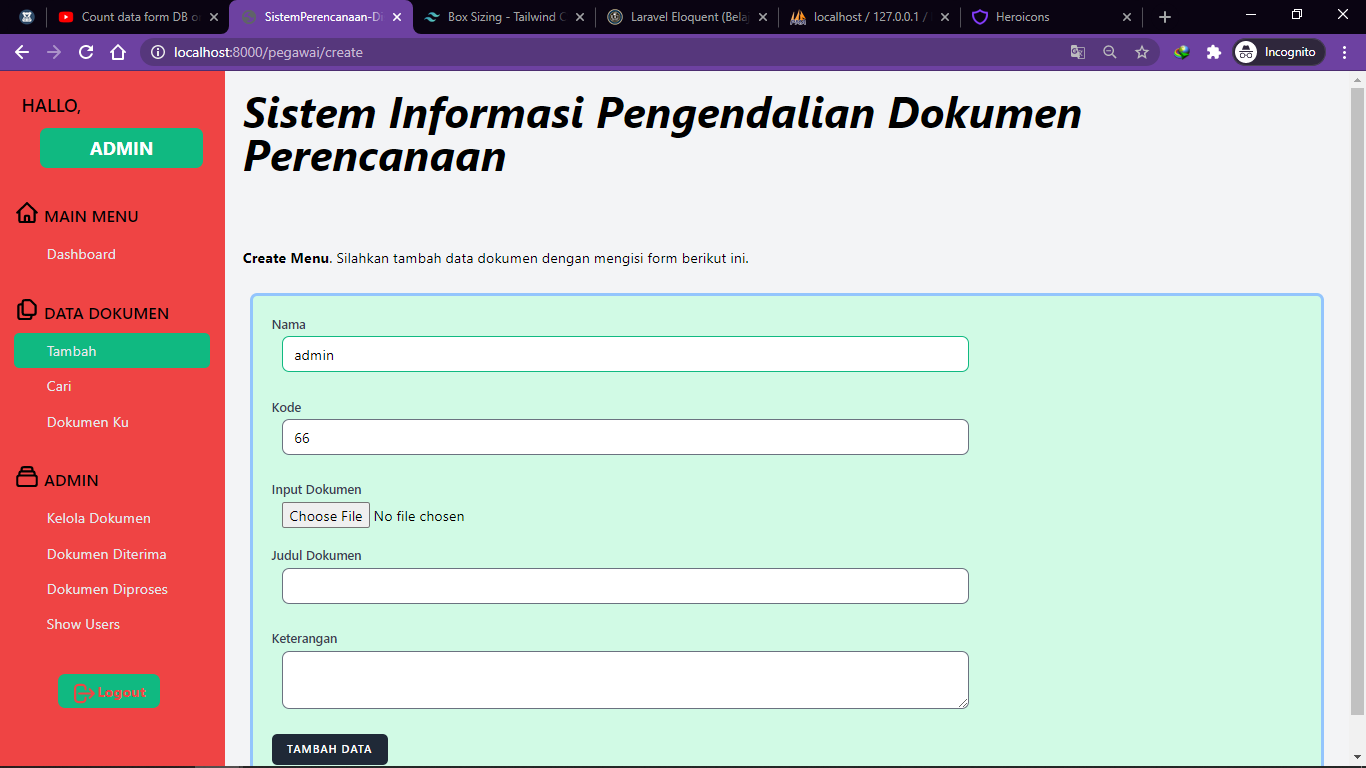 Count data form DB o
SistemPerencanaan-Di
Box Sizing - Tailwind C
Laravel Eloquent (Bela
localhost / 127.0.0.1 /
Heroicons
localhost:8000/pegawai/create
Incognito
HALLO,
ADMIN
MAIN MENU
Dashboard
DATA DOKUMEN
Tambah
Cari
Dokumen Ku
ADMIN
Kelola Dokumen
Dokumen Diterima
Dokumen Diproses
Show Users
Logout
Sistem Informasi Pengendalian Dokumen
Perencanaan
Create Menu. Silahkan tambah data dokumen dengan mengisi form berikut ini.
Nama
admin
Kode
66
Input Dokumen
Choose File No file chosen
Judul Dokumen
Keterangan
TAMBAH DATA